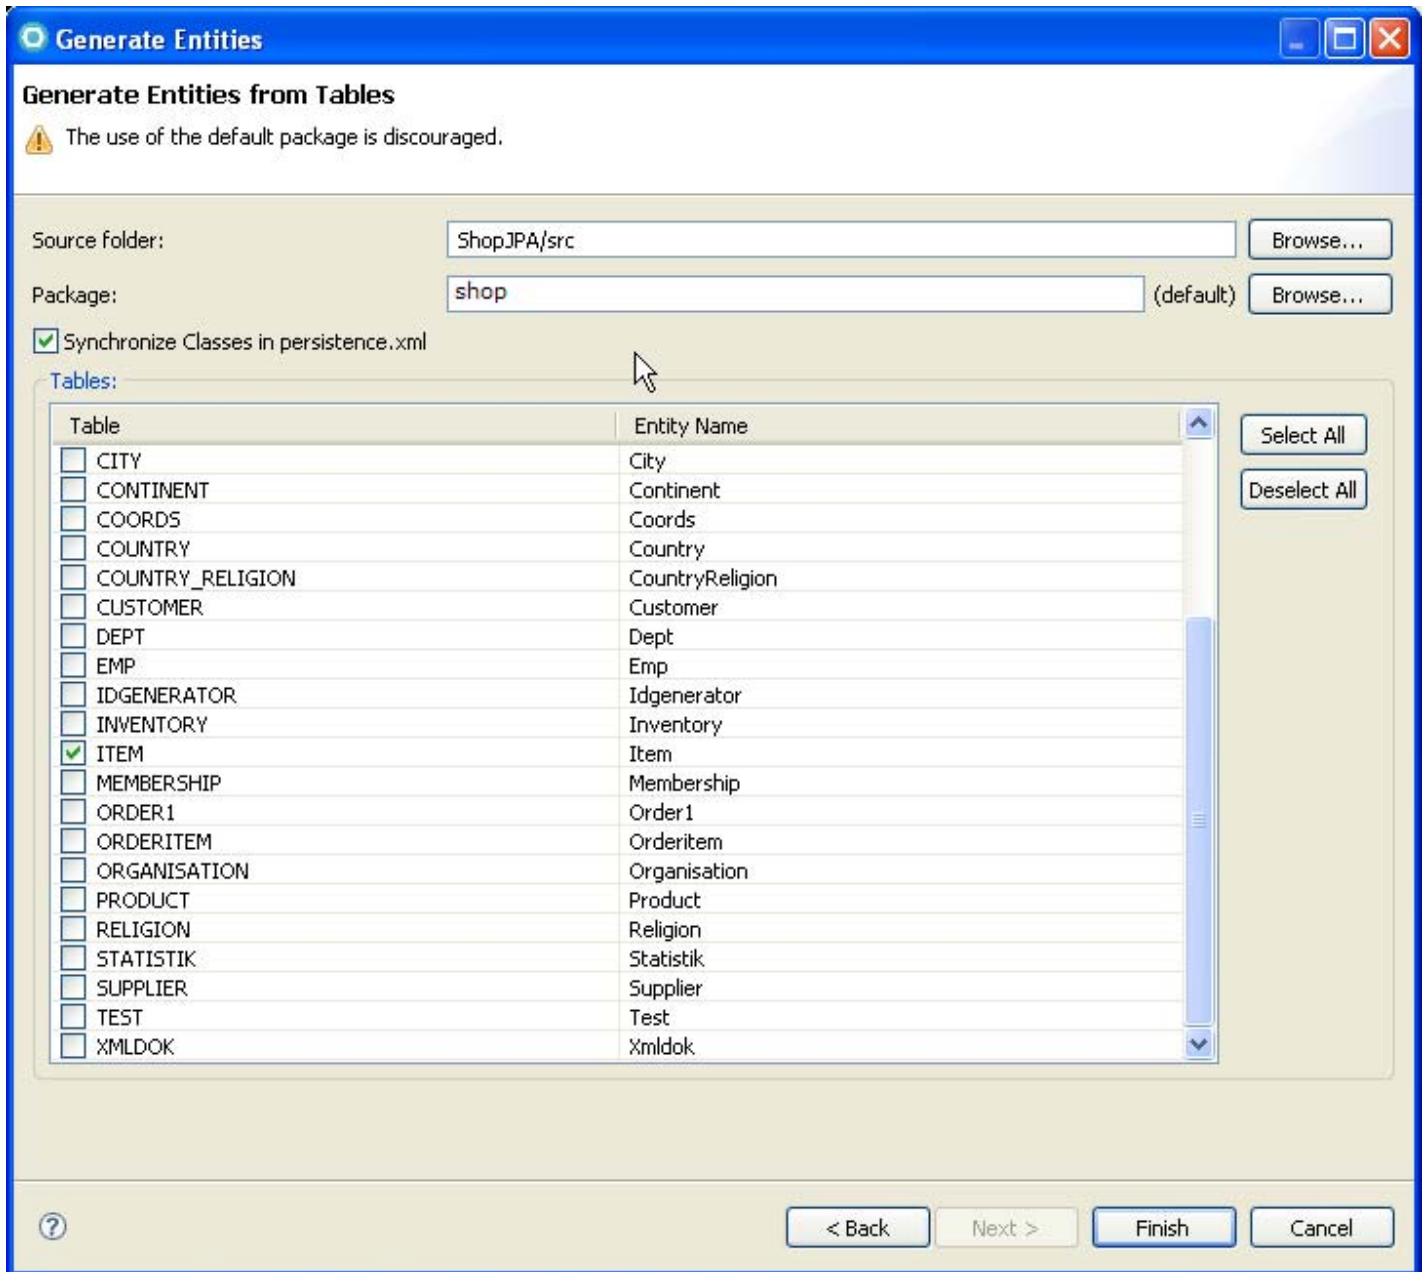 Generate Entities
Generate Entities from Tables
The use of the default package is discouraged.
Source folder: ShopJPA/src Browse...
Package: shop (default) Browse...
Synchronize Classes in persistence.xml
Tables:
Table Entity Name
Select All
CITY City
CONTINENT Continent
Deselect All
COORDS Coords
COUNTRY Country
COUNTRY_RELIGION CountryReligion
CUSTOMER Customer
DEPT Dept
EMP Emp
IDGENERATOR Idgenerator
INVENTORY Inventory
ITEM Item
MEMBERSHIP Membership
ORDER1 Order1
ORDERITEM Orderitem
ORGANISATION Organisation
PRODUCT Product
RELIGION Religion
STATISTIK Statistik
SUPPLIER Supplier
TEST Test
XMLDOK Xmldok
? < Back Next > Finish Cancel